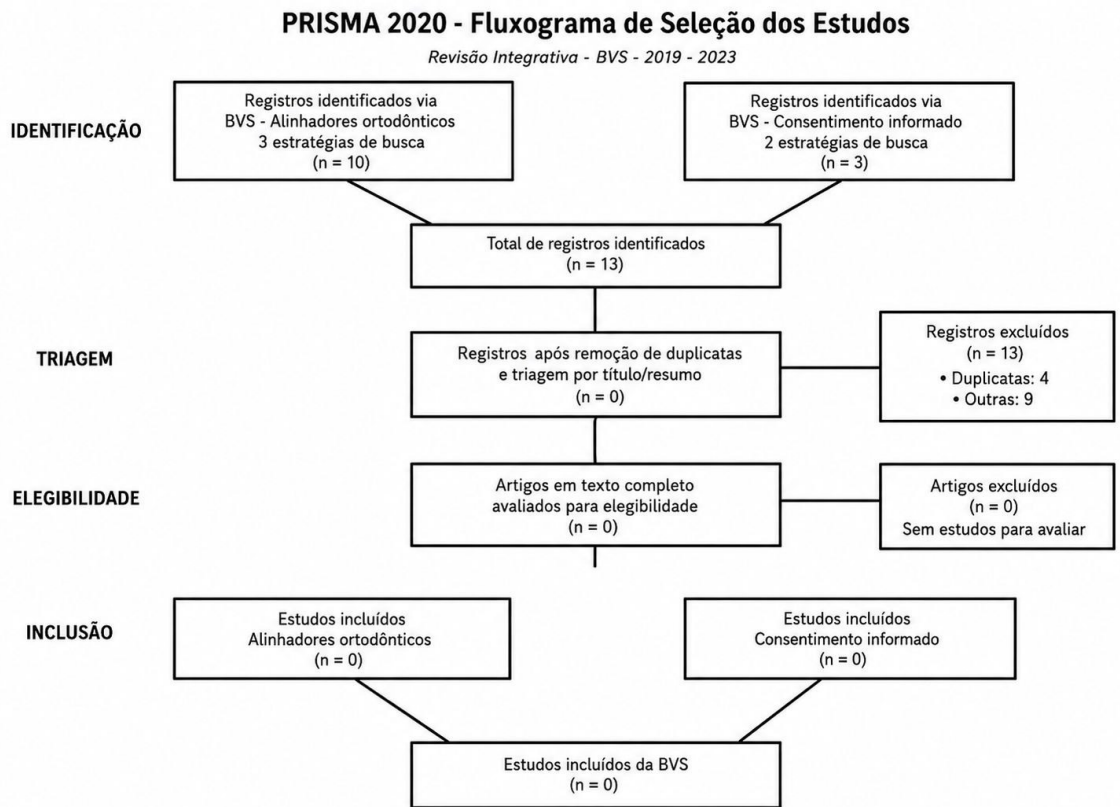 PRISMA 2020 - Fluxograma de Seleção dos Estudos
Revisão Integrativa - BVS - 2019 - 2023
IDENTIFICAÇÃO
Registros identificados via
BVS - Alinhadores ortodônticos
3 estratégias de busca
(n = 10)
Registros identificados via
BVS - Consentimento informado
2 estratégias de busca
(n = 3)
Total de registros identificados
(n = 13)
TRIAGEM
Registros após remoção de duplicatas
e triagem por título/resumo
(n = 0)
Registros excluídos
(n = 13)
• Duplicatas: 4
• Outras: 9
ELEGIBILIDADE
Artigos em texto completo
avaliados para elegibilidade
(n = 0)
Artigos excluídos
(n = 0)
Sem estudos para avaliar
INCLUSÃO
Estudos incluídos
Alinhadores ortodônticos
(n = 0)
Estudos incluídos
Consentimento informado
(n = 0)
Estudos incluídos da BVS
(n = 0)